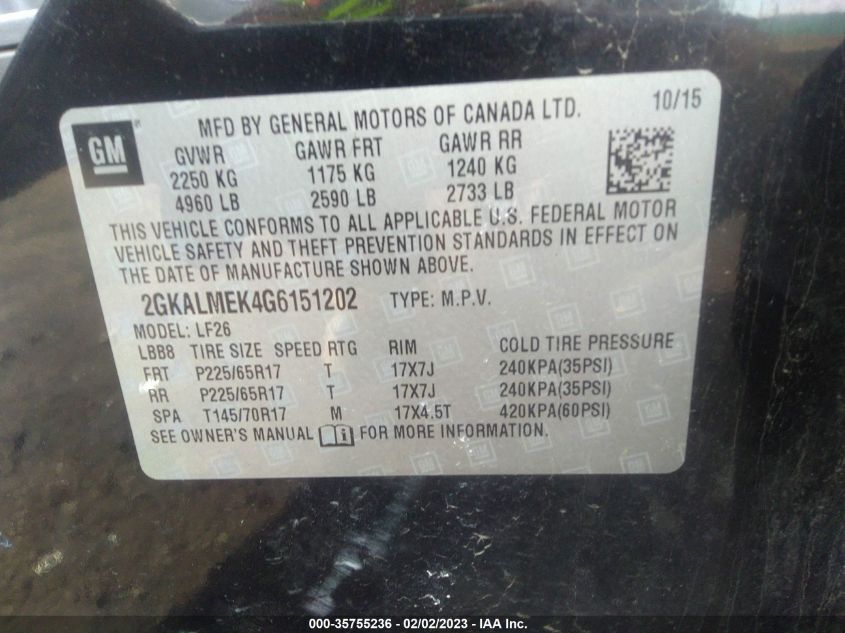 GM
MFD BY GENERAL MOTORS OF CANADA LTD.
10/15
GVWR GAWR FRT GAWR RR
2250 KG 1175 KG 1240 KG
4960 LB 2590 LB 2733 LB
THIS VEHICLE CONFORMS TO ALL APPLICABLE U.S. FEDERAL MOTOR
VEHICLE SAFETY AND THEFT PREVENTION STANDARDS IN EFFECT ON
THE DATE OF MANUFACTURE SHOWN ABOVE.
2GKALMEK4G6151202 TYPE: M.P.V.
MODEL: LF26
LBB8 TIRE SIZE SPEED RTG RIM COLD TIRE PRESSURE
FRT P225/65R17 T 17X7J 240KPA(35PSI)
RR P225/65R17 T 17X7J 240KPA(35PSI)
SPA T145/70R17 M 17X4.5T 420KPA(60PSI)
SEE OWNER'S MANUAL i FOR MORE INFORMATION.
000-35755236 - 02/02/2023 - IAA Inc.